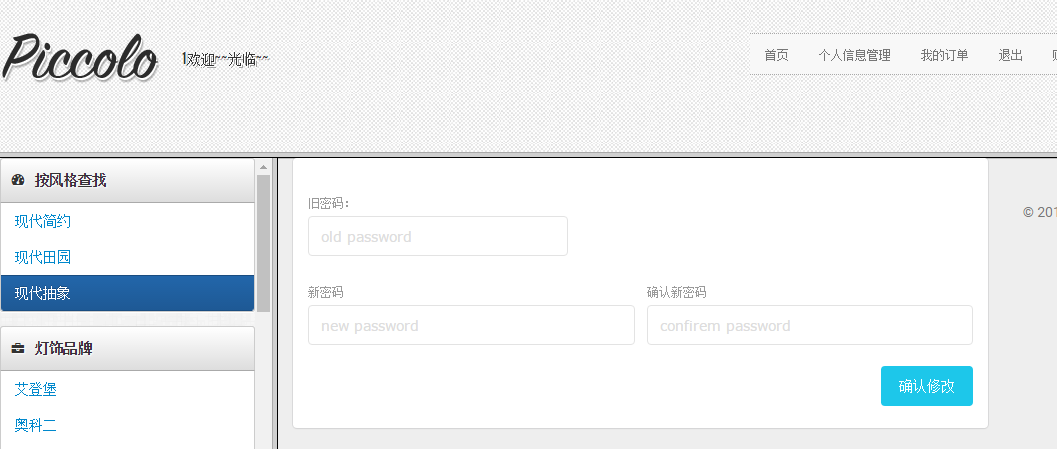 Piccolo
1欢迎~~光临~~
首页 个人信息管理 我的订单 退出
按风格查找
现代简约
现代田园
现代抽象
灯饰品牌
艾登堡
奥科二
旧密码：
old password
新密码 确认新密码
new password confirem password
确认修改
© 201